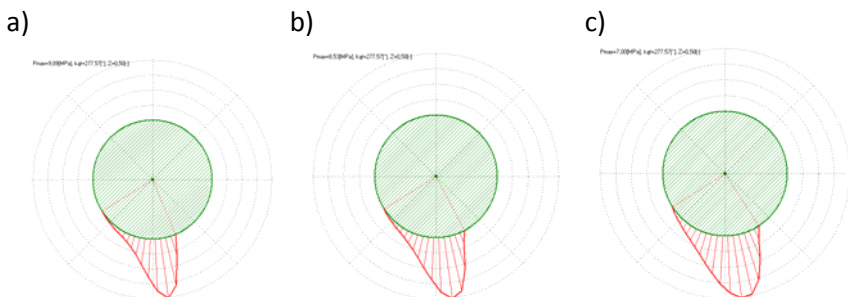 a)
b)
c)
Pmax=9,89[MPa], kąt=277,57[°], Z=0,50[-]
Pmax=8,53[MPa], kąt=277,57[°], Z=0,50[-]
Pmax=7,00[MPa], kąt=277,57[°], Z=0,50[-]